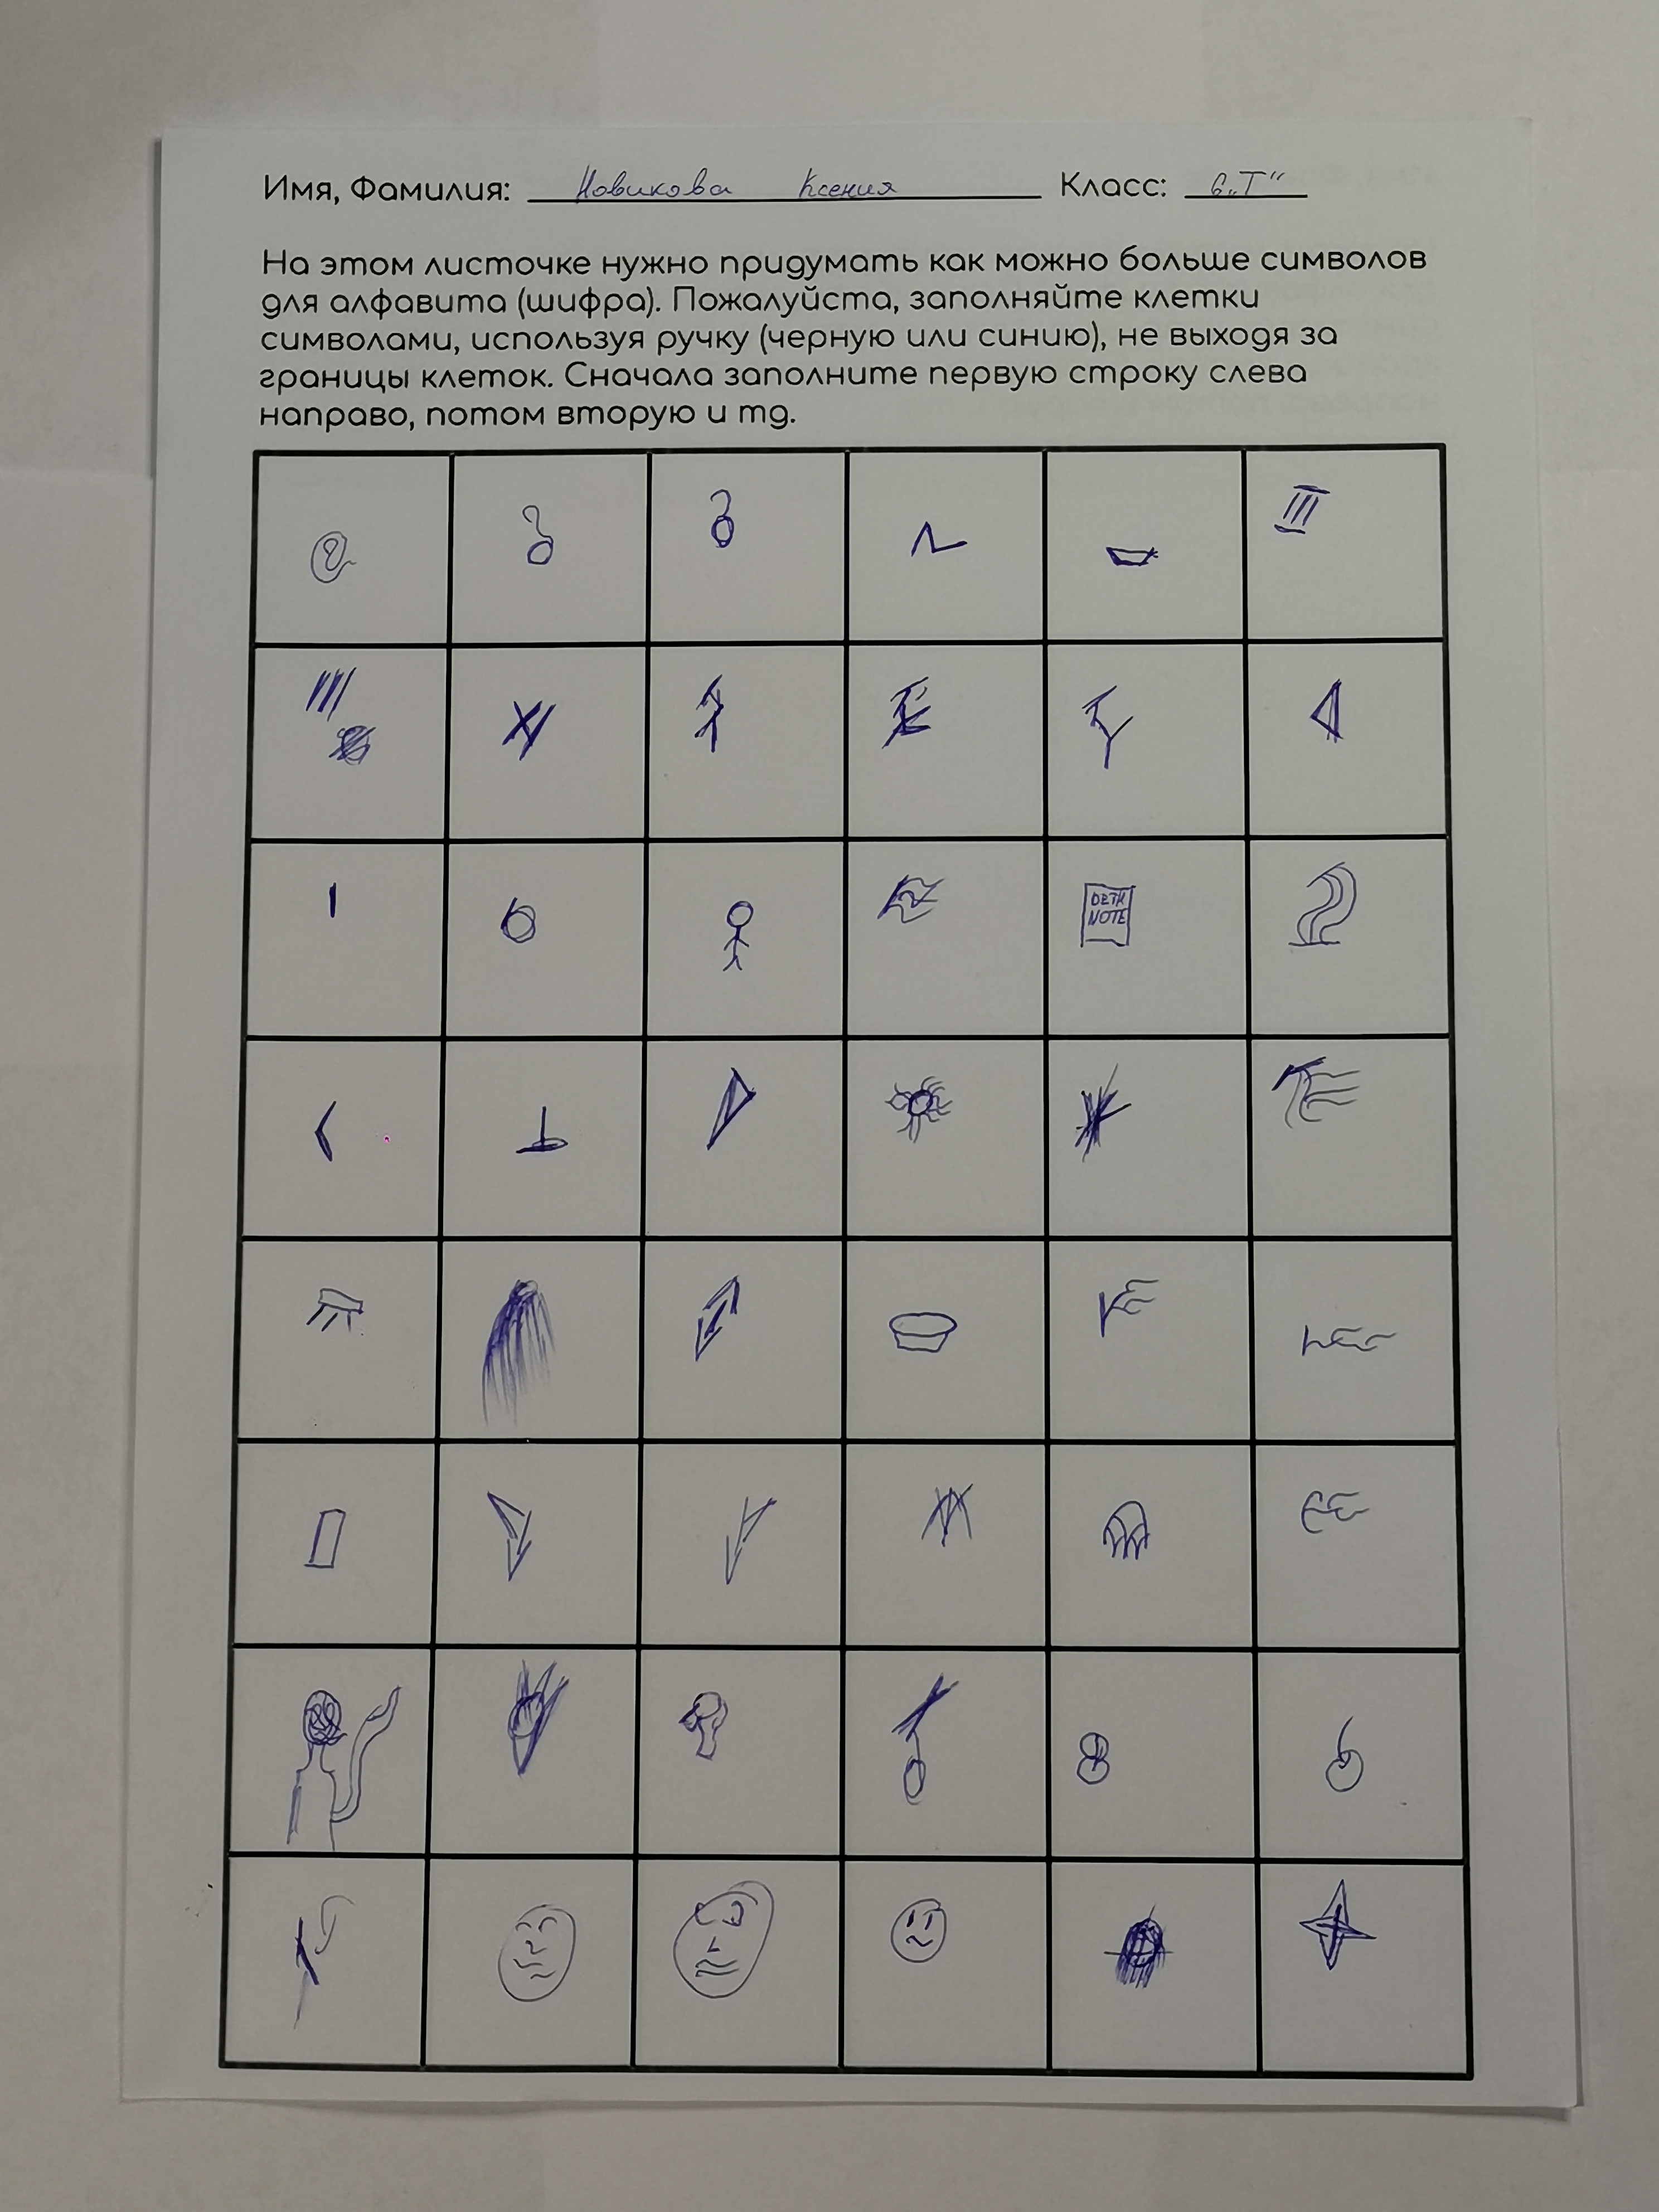 Имя, Фамилия: Новикова Ксения Класс: 6„Т“
На этом листочке нужно придумать как можно больше символов
для алфавита (шифра). Пожалуйста, заполняйте клетки
символами, используя ручку (черную или синию), не выходя за
границы клеток. Сначала заполните первую строку слева
направо, потом вторую и тд.
DETH
NOTE